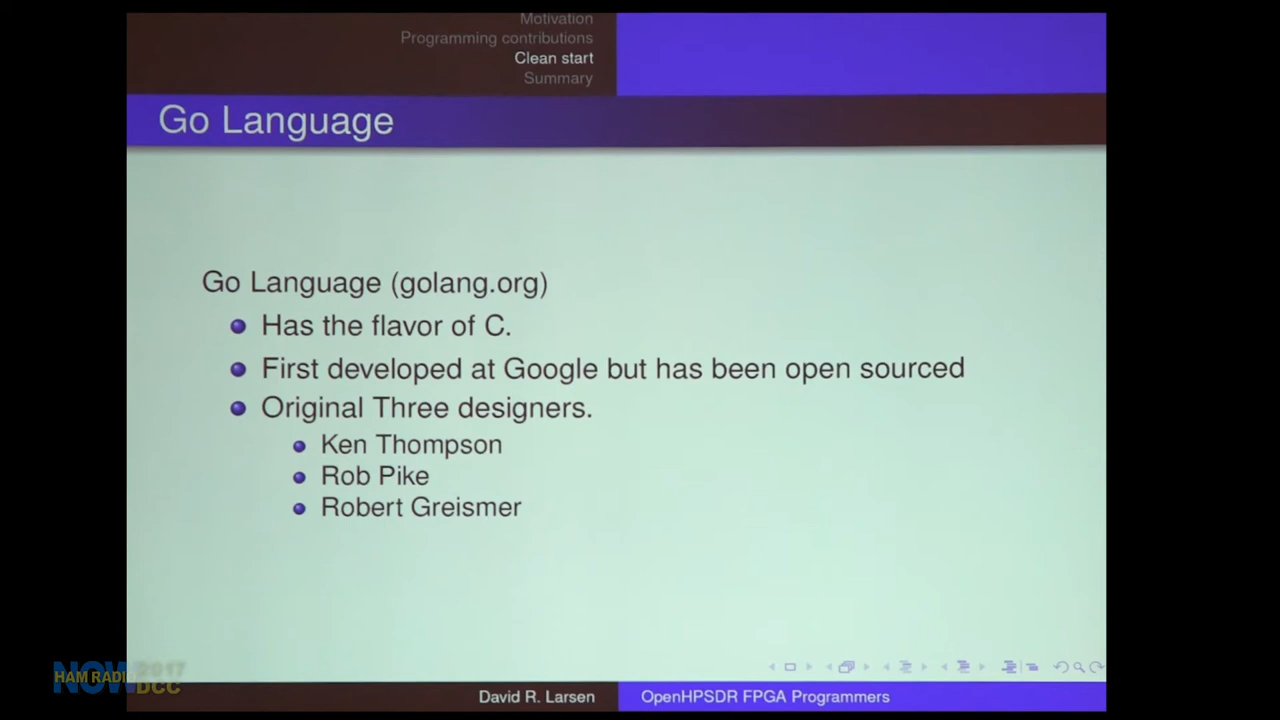 Motivation
Programming contributions
Clean start
Summary
Go Language
Go Language (golang.org)
Has the flavor of C.
First developed at Google but has been open sourced
Original Three designers.
Ken Thompson
Rob Pike
Robert Greismer
NOW 2017
HAM RADIO DCC
David R. Larsen
OpenHPSDR FPGA Programmers